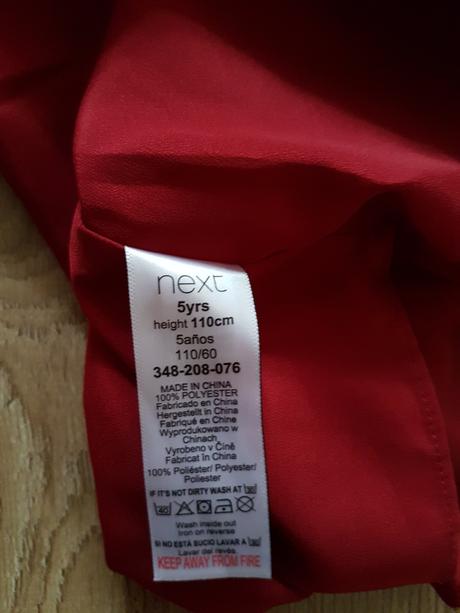 next
5yrs
height 110cm
5años
110/60
348-208-076
MADE IN CHINA
100% POLYESTER
Fabricado en China
Hergestellt in China
Fabriqué en Chine
Wyprodukowano w
Chinach
Vyrobeno v Číně
Fabricat în China
100% Poliéster/ Polyester/
Poliester
IF IT'S NOT DIRTY WASH AT 30
40
Wash inside out
Iron on reverse
SI NO ESTÁ SUCIO LAVAR A 30
Lavar del revés
KEEP AWAY FROM FIRE